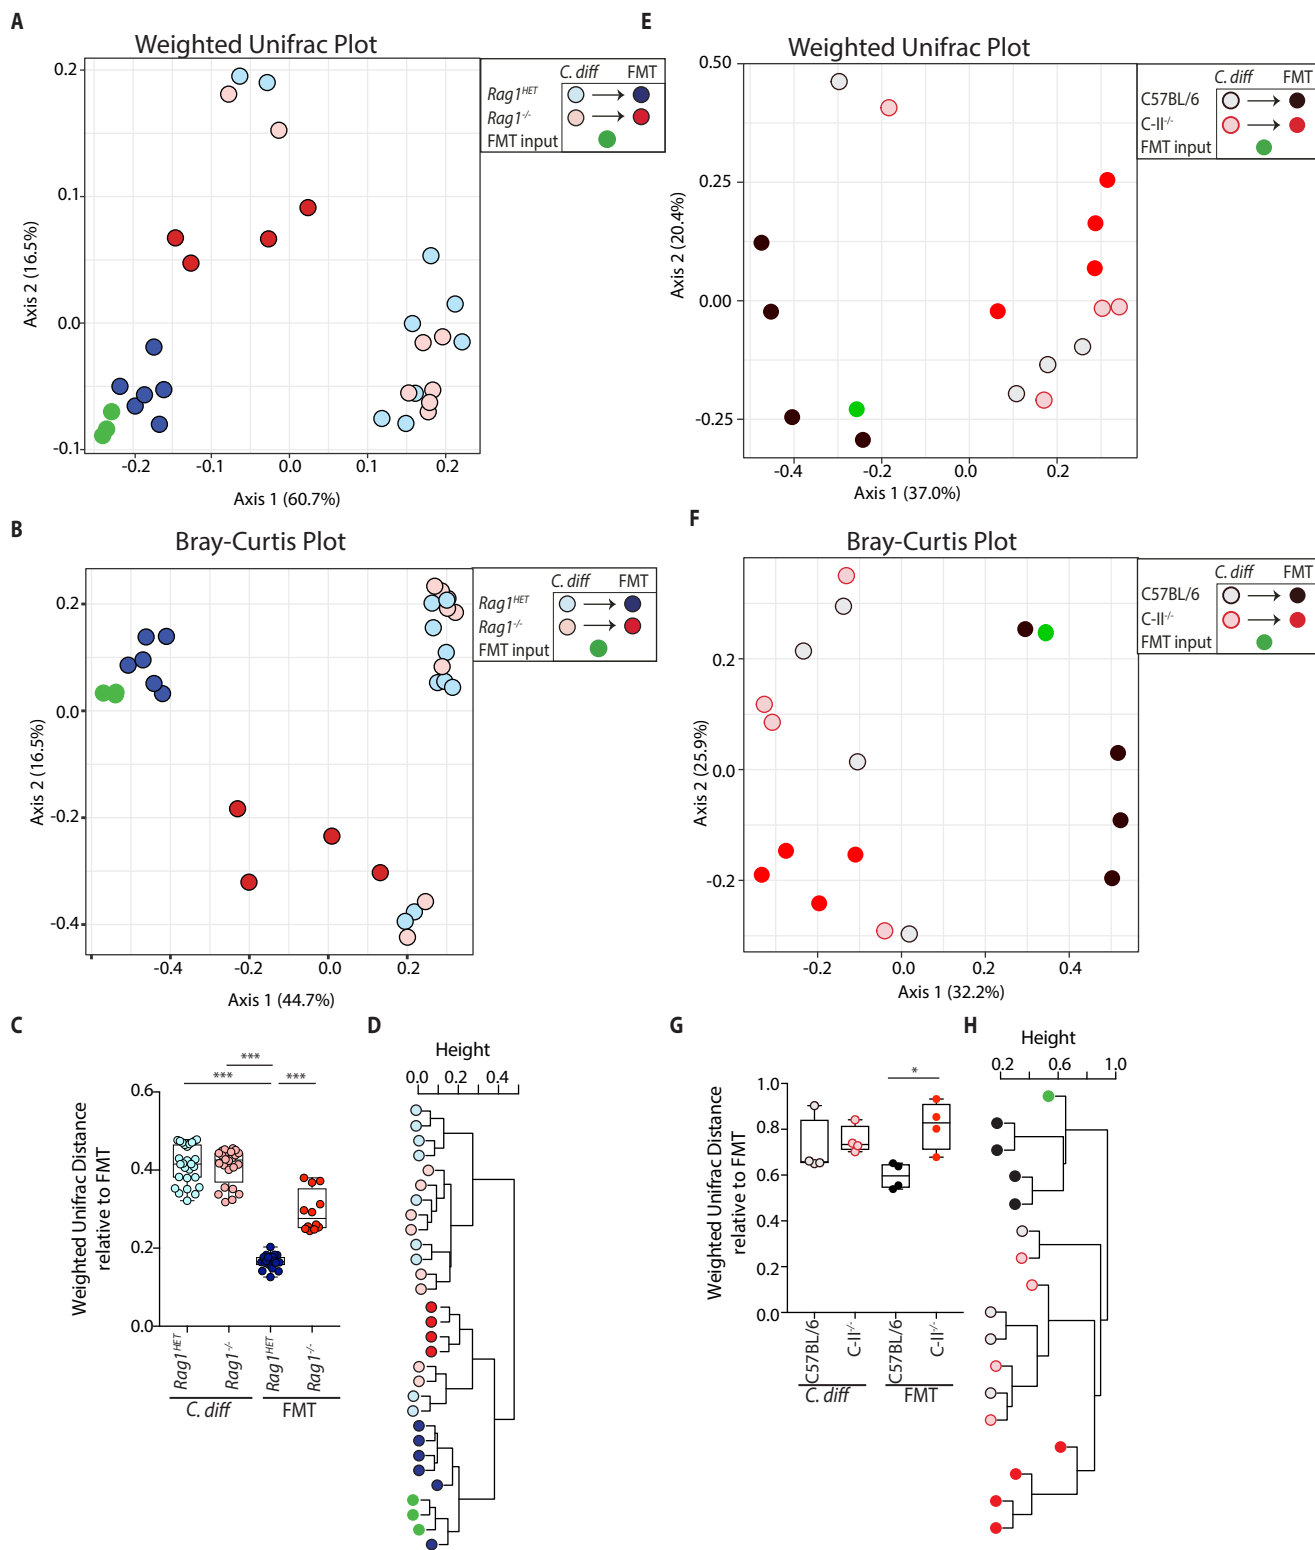 A
Weighted Unifrac Plot
C. diff FMT
Rag1HET
Rag1-/-
FMT input
0.2
0.1
0.0
-0.1
Axis 2 (16.5%)
-0.2 -0.1 0.0 0.1 0.2
Axis 1 (60.7%)
B
Bray-Curtis Plot
C. diff FMT
Rag1HET
Rag1-/-
FMT input
0.2
0.0
-0.2
-0.4
Axis 2 (16.5%)
-0.4 -0.2 0.0 0.2
Axis 1 (44.7%)
C
*** 
*** ***
0.6
0.4
0.2
0.0
Weighted Unifrac Distance
relative to FMT
Rag1HET Rag1-/- Rag1HET Rag1-/-
C. diff FMT
D
Height
0.0 0.2 0.4
E
Weighted Unifrac Plot
C. diff FMT
C57BL/6
C-II-/-
FMT input
0.50
0.25
0.00
-0.25
Axis 2 (20.4%)
-0.4 -0.2 0.0 0.2
Axis 1 (37.0%)
F
Bray-Curtis Plot
C. diff FMT
C57BL/6
C-II-/-
FMT input
0.2
0.0
-0.2
Axis 2 (25.9%)
-0.2 0.0 0.2 0.4
Axis 1 (32.2%)
G
*
1.0
0.8
0.6
0.4
0.2
0.0
Weighted Unifrac Distance
relative to FMT
C57BL/6 C-II-/- C57BL/6 C-II-/-
C. diff FMT
H
Height
0.2 0.6 1.0